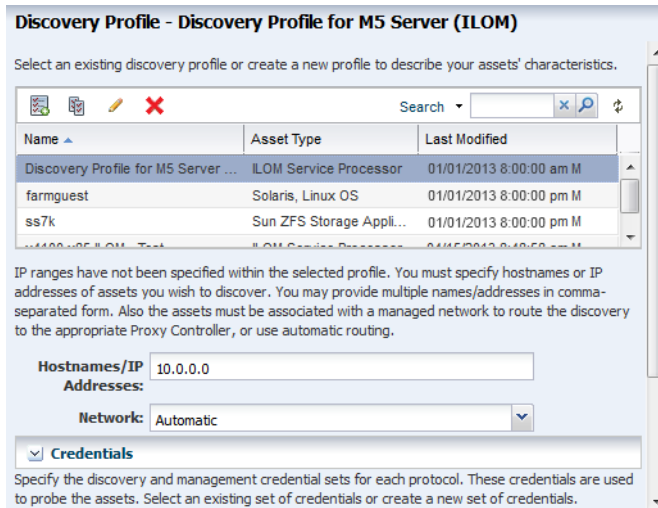 Discovery Profile - Discovery Profile for M5 Server (ILOM)
Select an existing discovery profile or create a new profile to describe your assets' characteristics.
Search
Name Asset Type Last Modified
Discovery Profile for M5 Server ... ILOM Service Processor 01/01/2013 8:00:00 am M
farmguest Solaris, Linux OS 01/01/2013 8:00:00 pm M
ss7k Sun ZFS Storage Appli... 01/01/2013 8:00:00 pm M
IP ranges have not been specified within the selected profile. You must specify hostnames or IP
addresses of assets you wish to discover. You may provide multiple names/addresses in comma-
separated form. Also the assets must be associated with a managed network to route the discovery
to the appropriate Proxy Controller, or use automatic routing.
Hostnames/IP 10.0.0.0
Addresses:
Network: Automatic
Credentials
Specify the discovery and management credential sets for each protocol. These credentials are used
to probe the assets. Select an existing set of credentials or create a new set of credentials.